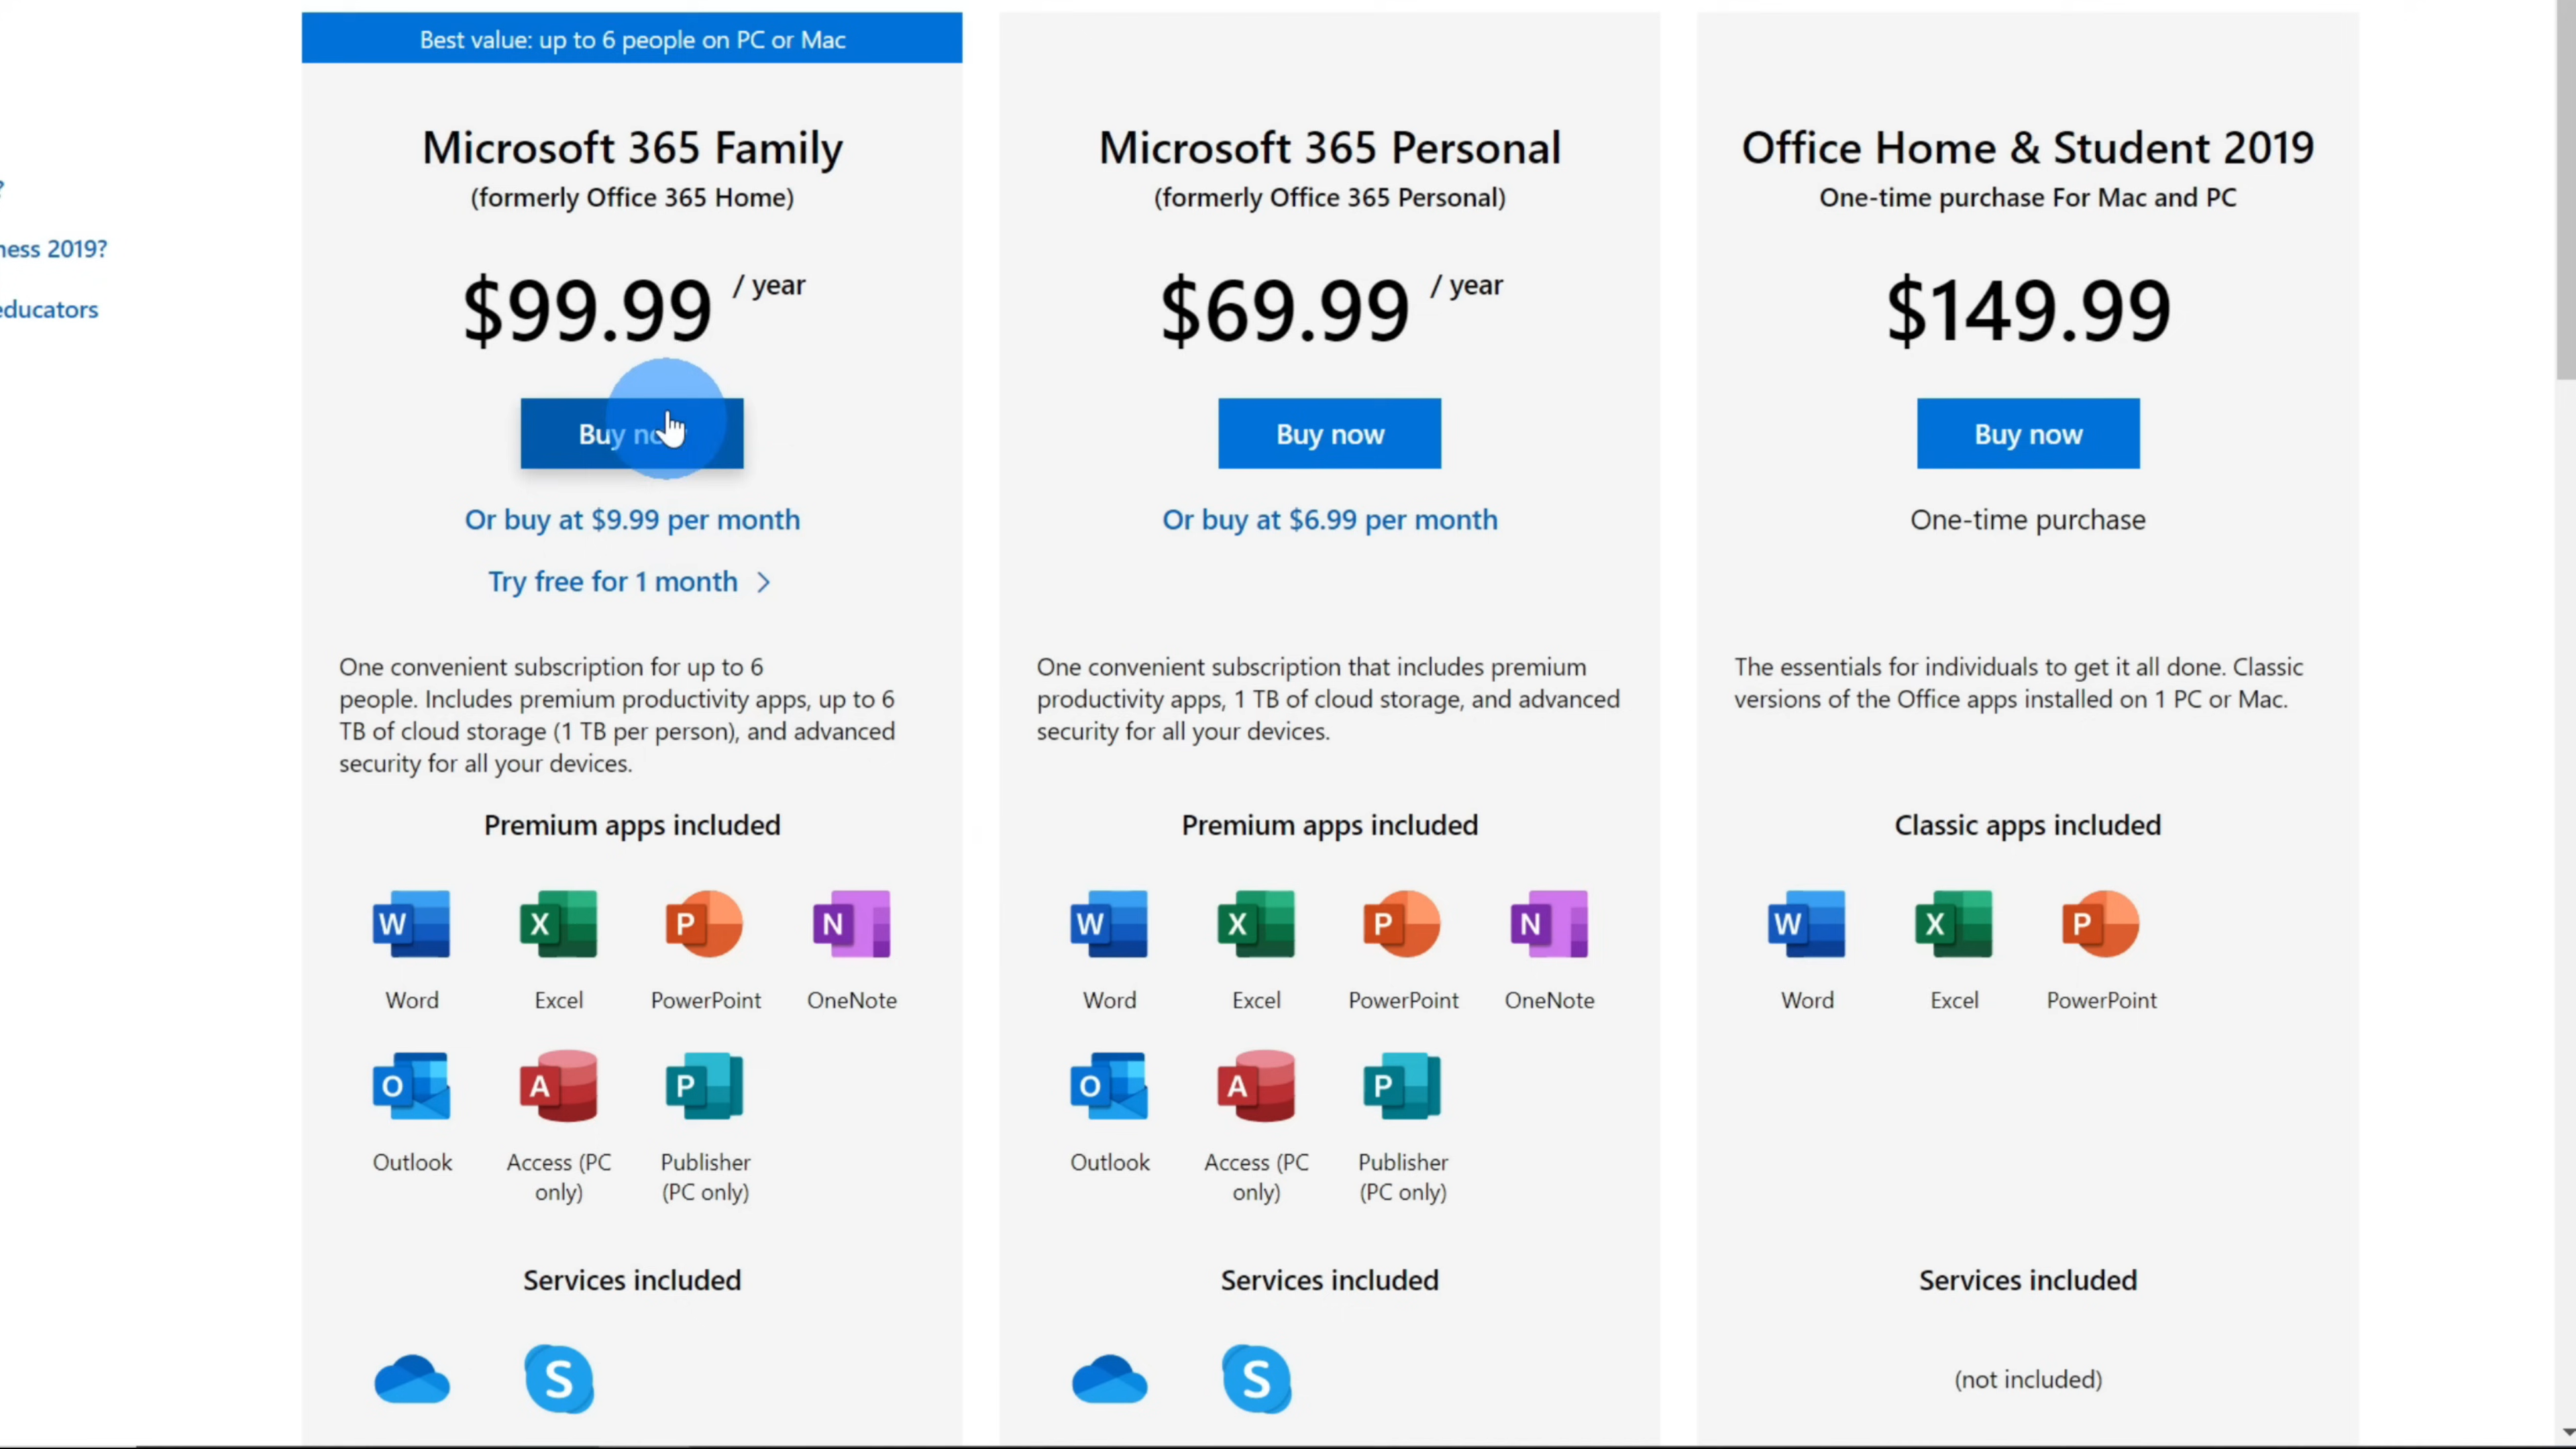 ?
ness 2019?
educators
Best value: up to 6 people on PC or Mac
Microsoft 365 Family
(formerly Office 365 Home)
$99.99 / year
Buy now
Or buy at $9.99 per month
Try free for 1 month >
One convenient subscription for up to 6
people. Includes premium productivity apps, up to 6
TB of cloud storage (1 TB per person), and advanced
security for all your devices.
Premium apps included
W X P N
Word Excel PowerPoint OneNote
O A P
Outlook Access (PC only) Publisher (PC only)
Services included
S
Microsoft 365 Personal
(formerly Office 365 Personal)
$69.99 / year
Buy now
Or buy at $6.99 per month
One convenient subscription that includes premium
productivity apps, 1 TB of cloud storage, and advanced
security for all your devices.
Premium apps included
W X P N
Word Excel PowerPoint OneNote
O A P
Outlook Access (PC only) Publisher (PC only)
Services included
S
Office Home & Student 2019
One-time purchase For Mac and PC
$149.99
Buy now
One-time purchase
The essentials for individuals to get it all done. Classic
versions of the Office apps installed on 1 PC or Mac.
Classic apps included
W X P
Word Excel PowerPoint
Services included
(not included)